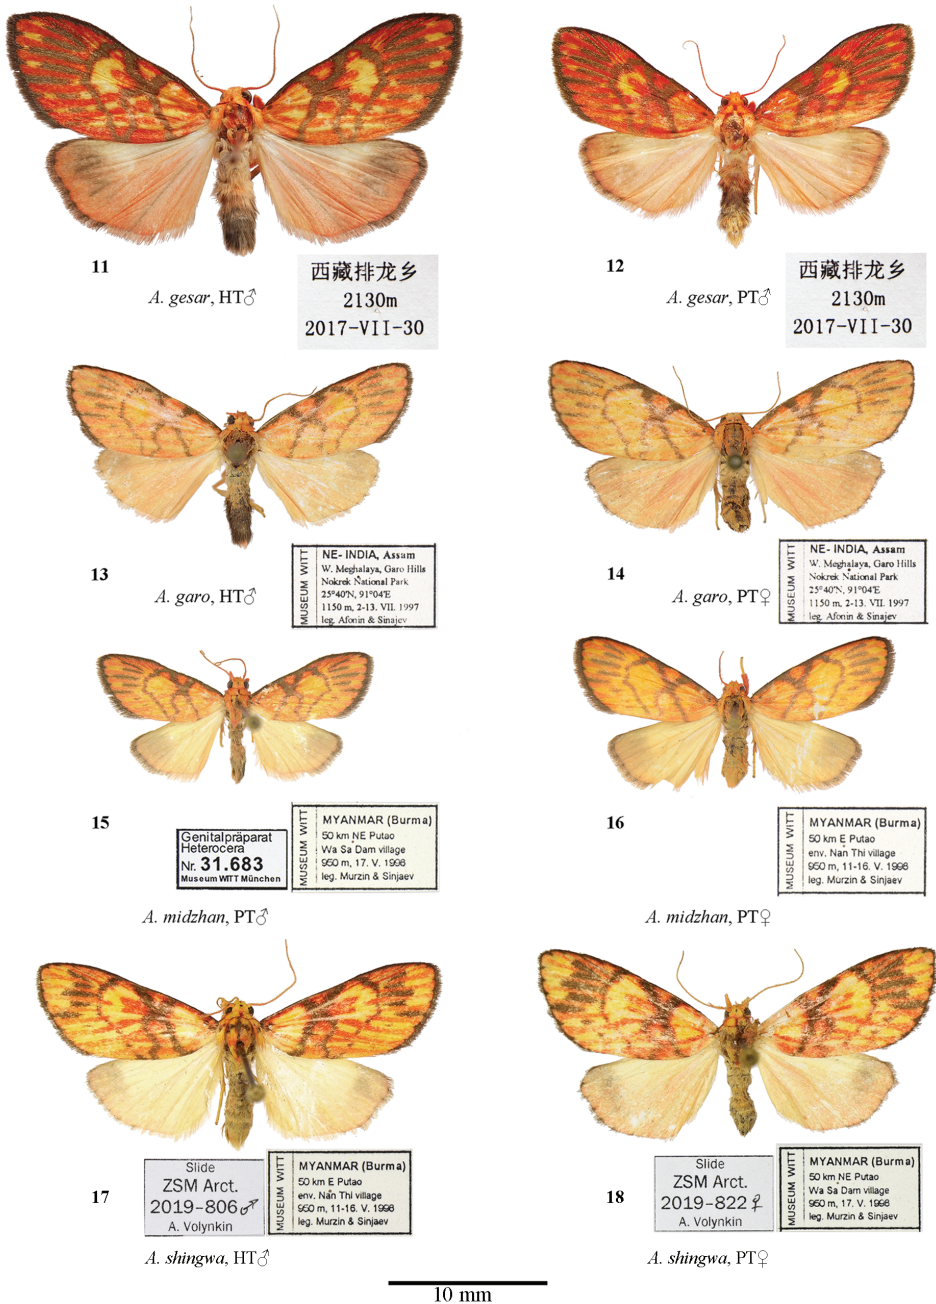 11
A. gesar, HT♂
西藏排龙乡
2130m
2017-VII-30
12
A. gesar, PT♂
西藏排龙乡
2130m
2017-VII-30
13
A. garo, HT♂
MUSEUM WITT
NE- INDIA, Assam
W. Meghalaya, Garo Hills
Nokrek National Park
25°40'N, 91°04'E
1150 m, 2-13. VII. 1997
leg. Afonin & Sinajev
14
A. garo, PT♀
MUSEUM WITT
NE- INDIA, Assam
W. Meghalaya, Garo Hills
Nokrek National Park
25°40'N, 91°04'E
1150 m, 2-13. VII. 1997
leg. Afonin & Sinajev
15
Genitalpräparat
Heterocera
Nr. 31.683
Museum WITT München
MUSEUM WITT
MYANMAR (Burma)
50 km NE Putao
Wa Sa Dam village
950 m, 17. V. 1998
leg. Murzin & Sinjaev
A. midzhan, PT♂
16
MUSEUM WITT
MYANMAR (Burma)
50 km E Putao
env. Nan Thi village
950 m, 11-16. V. 1998
leg. Murzin & Sinjaev
A. midzhan, PT♀
17
Slide
ZSM Arct.
2019-806♂
A. Volynkin
MUSEUM WITT
MYANMAR (Burma)
50 km E Putao
env. Nan Thi village
950 m, 11-16. V. 1998
leg. Murzin & Sinjaev
A. shingwa, HT♂
18
Slide
ZSM Arct.
2019-822♀
A. Volynkin
MUSEUM WITT
MYANMAR (Burma)
50 km NE Putao
Wa Sa Dam village
950 m, 17. V. 1998
leg. Murzin & Sinjaev
A. shingwa, PT♀
10 mm